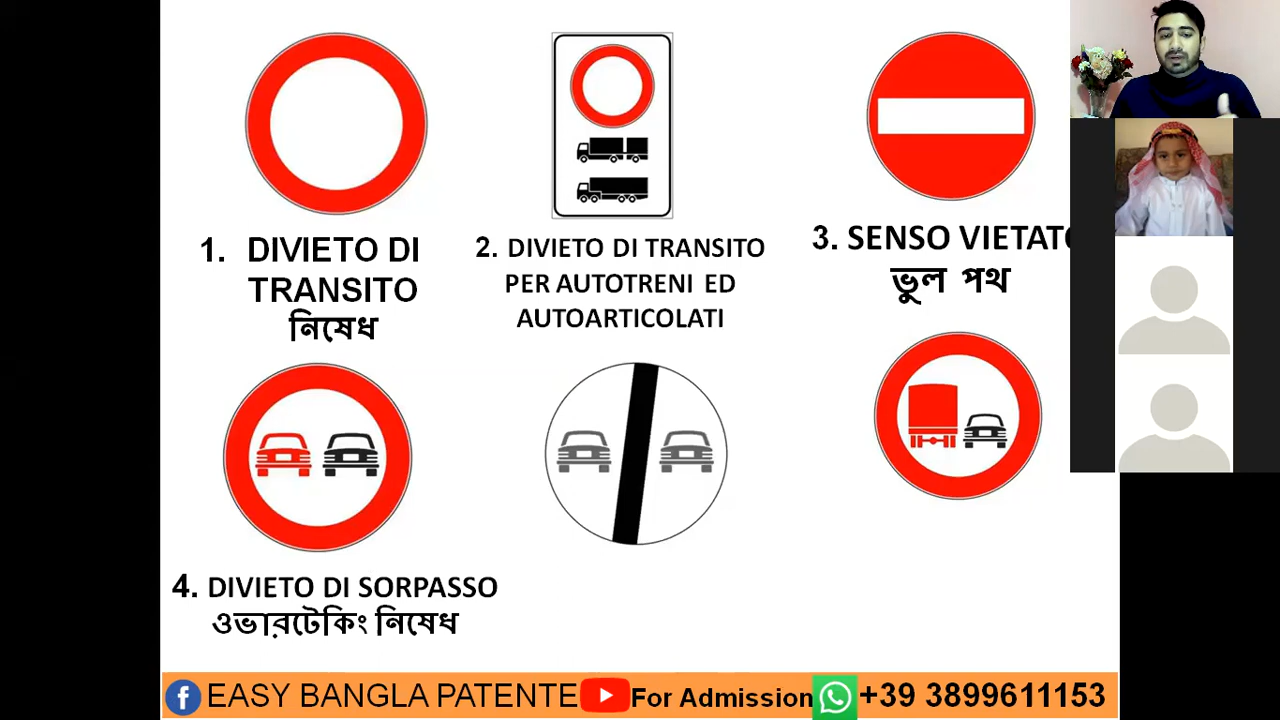 1. DIVIETO DI
TRANSITO
নিষেধ
2. DIVIETO DI TRANSITO
PER AUTOTRENI ED
AUTOARTICOLATI
3. SENSO VIETATO
ভুল পথ
4. DIVIETO DI SORPASSO
ওভারটেকিং নিষেধ
EASY BANGLA PATENTE For Admission +39 3899611153